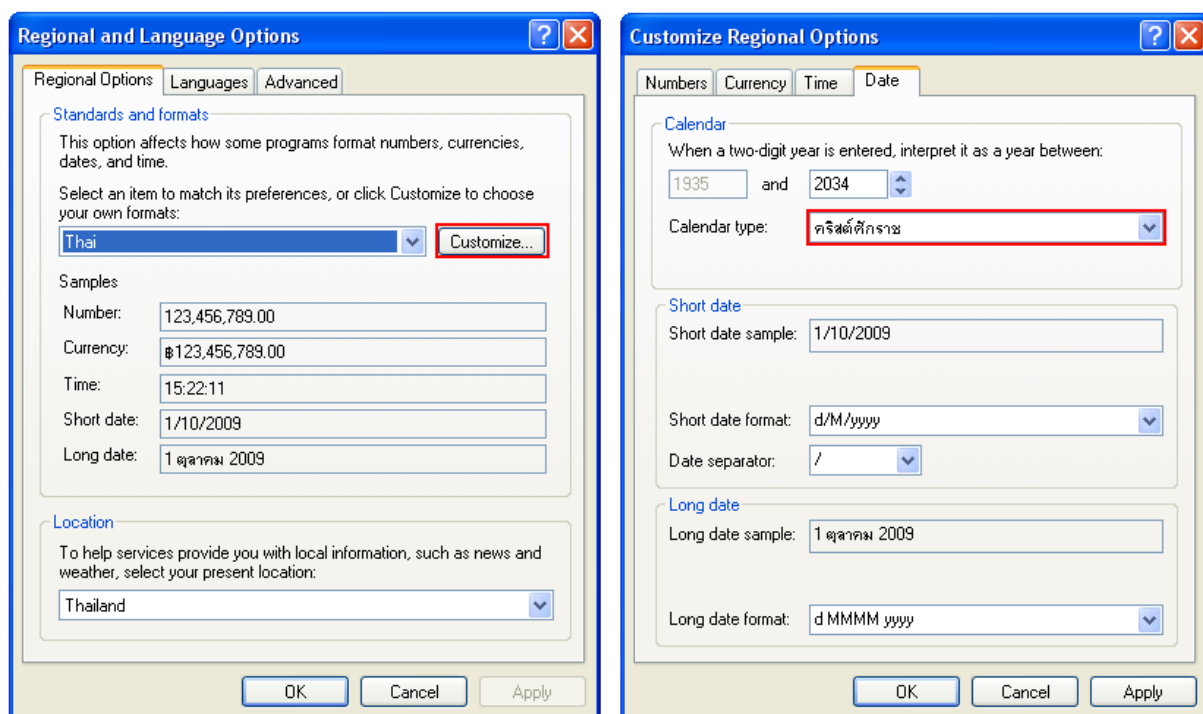 Regional and Language Options
Regional Options Languages Advanced
Standards and formats
This option affects how some programs format numbers, currencies,
dates, and time.
Select an item to match its preferences, or click Customize to choose
your own formats:
Thai Customize...
Samples
Number: 123,456,789.00
Currency: ฿123,456,789.00
Time: 15:22:11
Short date: 1/10/2009
Long date: 1 ตุลาคม 2009
Location
To help services provide you with local information, such as news and
weather, select your present location:
Thailand
OK Cancel Apply
Customize Regional Options
Numbers Currency Time Date
Calendar
When a two-digit year is entered, interpret it as a year between:
1935 and 2034
Calendar type: คริสต์ศักราช
Short date
Short date sample: 1/10/2009
Short date format: d/M/yyyy
Date separator: /
Long date
Long date sample: 1 ตุลาคม 2009
Long date format: d MMMM yyyy
OK Cancel Apply